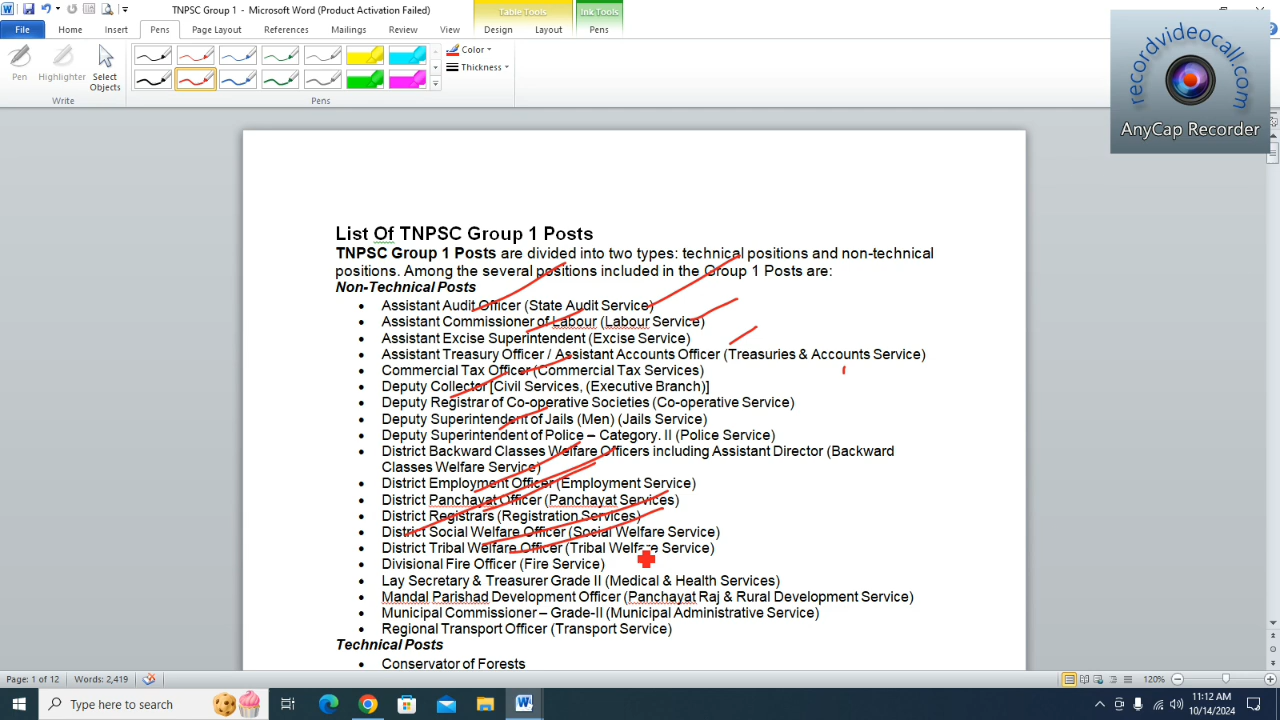 TNPSC Group 1 - Microsoft Word (Product Activation Failed)
Table Tools
Ink Tools
File
Home
Insert
Pens
Page Layout
References
Mailings
Review
View
Design
Layout
Pens
Pen
Highlighter
Select Objects
Color
Thickness
Write
Pens
recordvideocall.com
AnyCap Recorder
List Of TNPSC Group 1 Posts
TNPSC Group 1 Posts are divided into two types: technical positions and non-technical
positions. Among the several positions included in the Group 1 Posts are:
Non-Technical Posts
• Assistant Audit Officer (State Audit Service)
• Assistant Commissioner of Labour (Labour Service)
• Assistant Excise Superintendent (Excise Service)
• Assistant Treasury Officer / Assistant Accounts Officer (Treasuries & Accounts Service)
• Commercial Tax Officer (Commercial Tax Services)
• Deputy Collector [Civil Services, (Executive Branch)]
• Deputy Registrar of Co-operative Societies (Co-operative Service)
• Deputy Superintendent of Jails (Men) (Jails Service)
• Deputy Superintendent of Police – Category. II (Police Service)
• District Backward Classes Welfare Officers including Assistant Director (Backward
Classes Welfare Service)
• District Employment Officer (Employment Service)
• District Panchayat Officer (Panchayat Services)
• District Registrars (Registration Services)
• District Social Welfare Officer (Social Welfare Service)
• District Tribal Welfare Officer (Tribal Welfare Service)
• Divisional Fire Officer (Fire Service)
• Lay Secretary & Treasurer Grade II (Medical & Health Services)
• Mandal Parishad Development Officer (Panchayat Raj & Rural Development Service)
• Municipal Commissioner – Grade-II (Municipal Administrative Service)
• Regional Transport Officer (Transport Service)
Technical Posts
• Conservator of Forests
Page: 1 of 12
Words: 2,419
120%
Type here to search
11:12 AM
10/14/2024